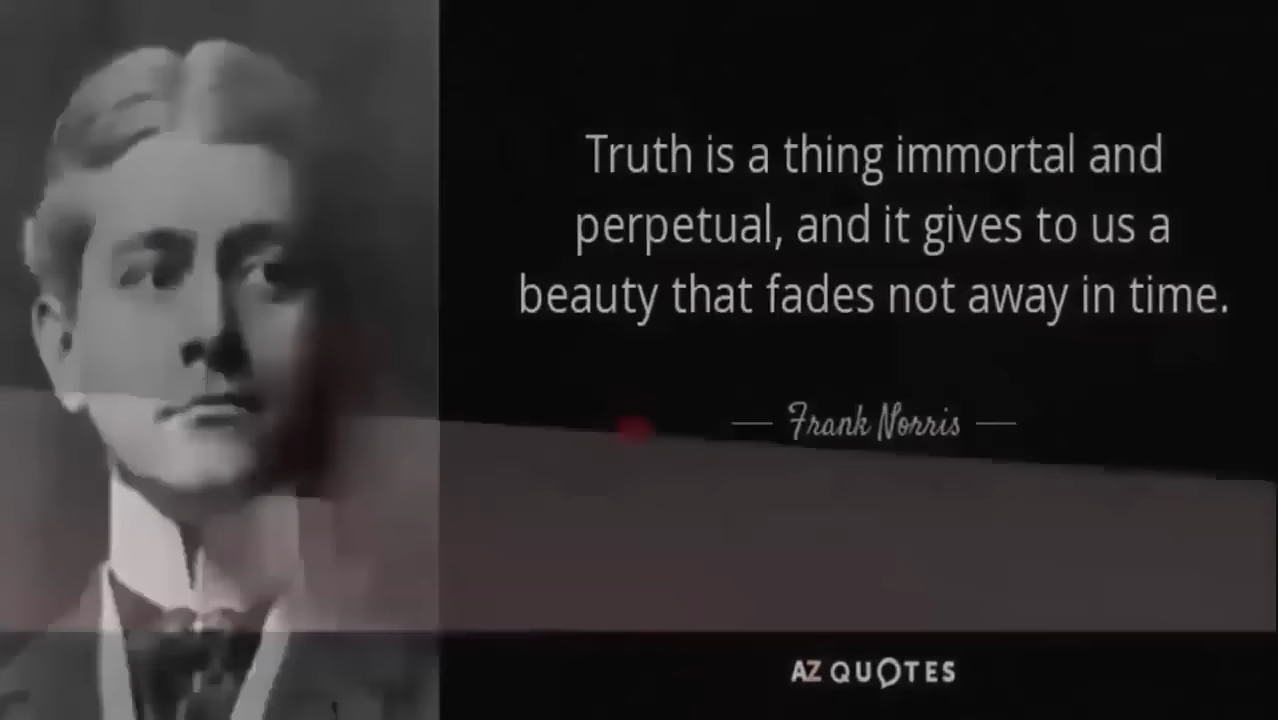 Truth is a thing immortal and
perpetual, and it gives to us a
beauty that fades not away in time.
Frank Norris
AZ QUOTES